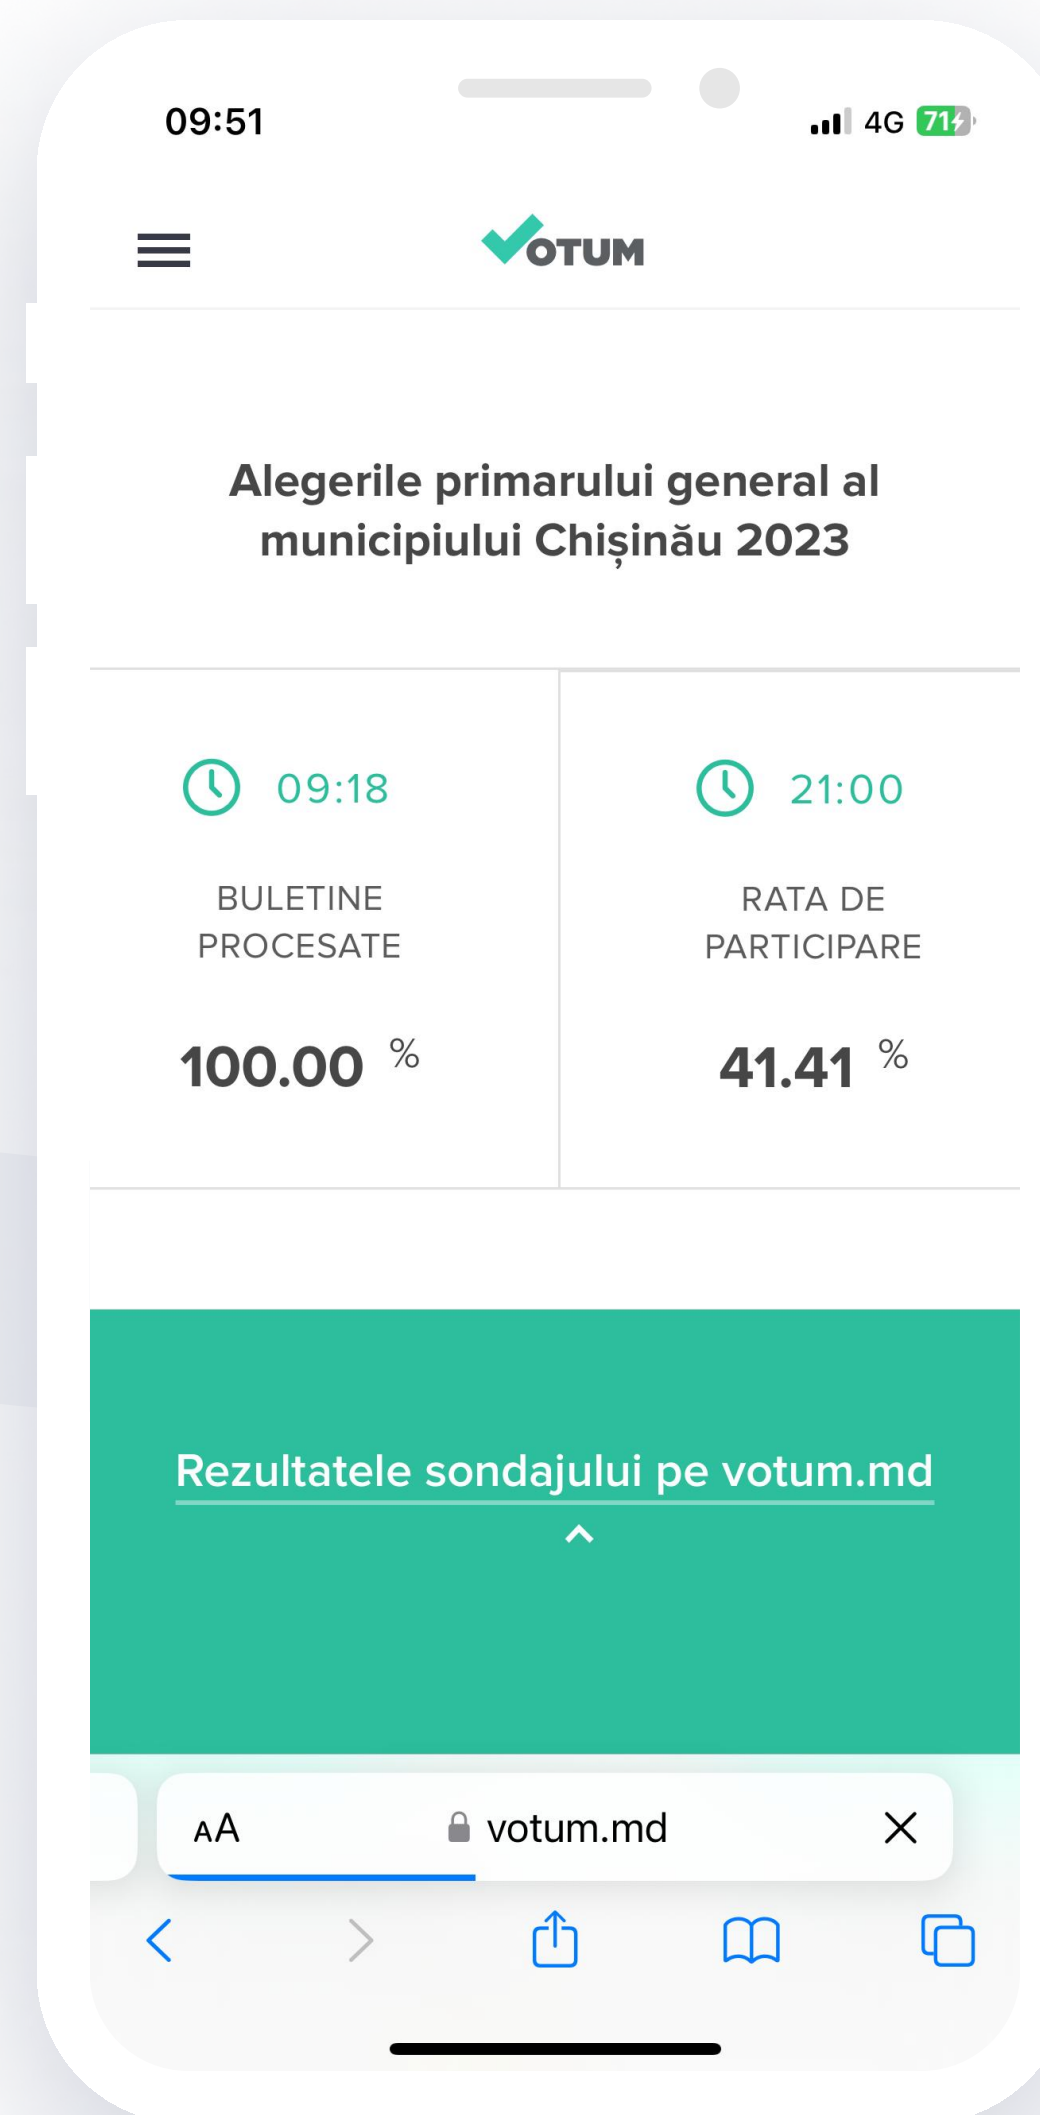 09:51
4G 71
VOTUM
Alegerile primarului general al
municipiului Chișinău 2023
09:18
BULETINE
PROCESATE
100.00 %
21:00
RATA DE
PARTICIPARE
41.41 %
Rezultatele sondajului pe votum.md
AA votum.md